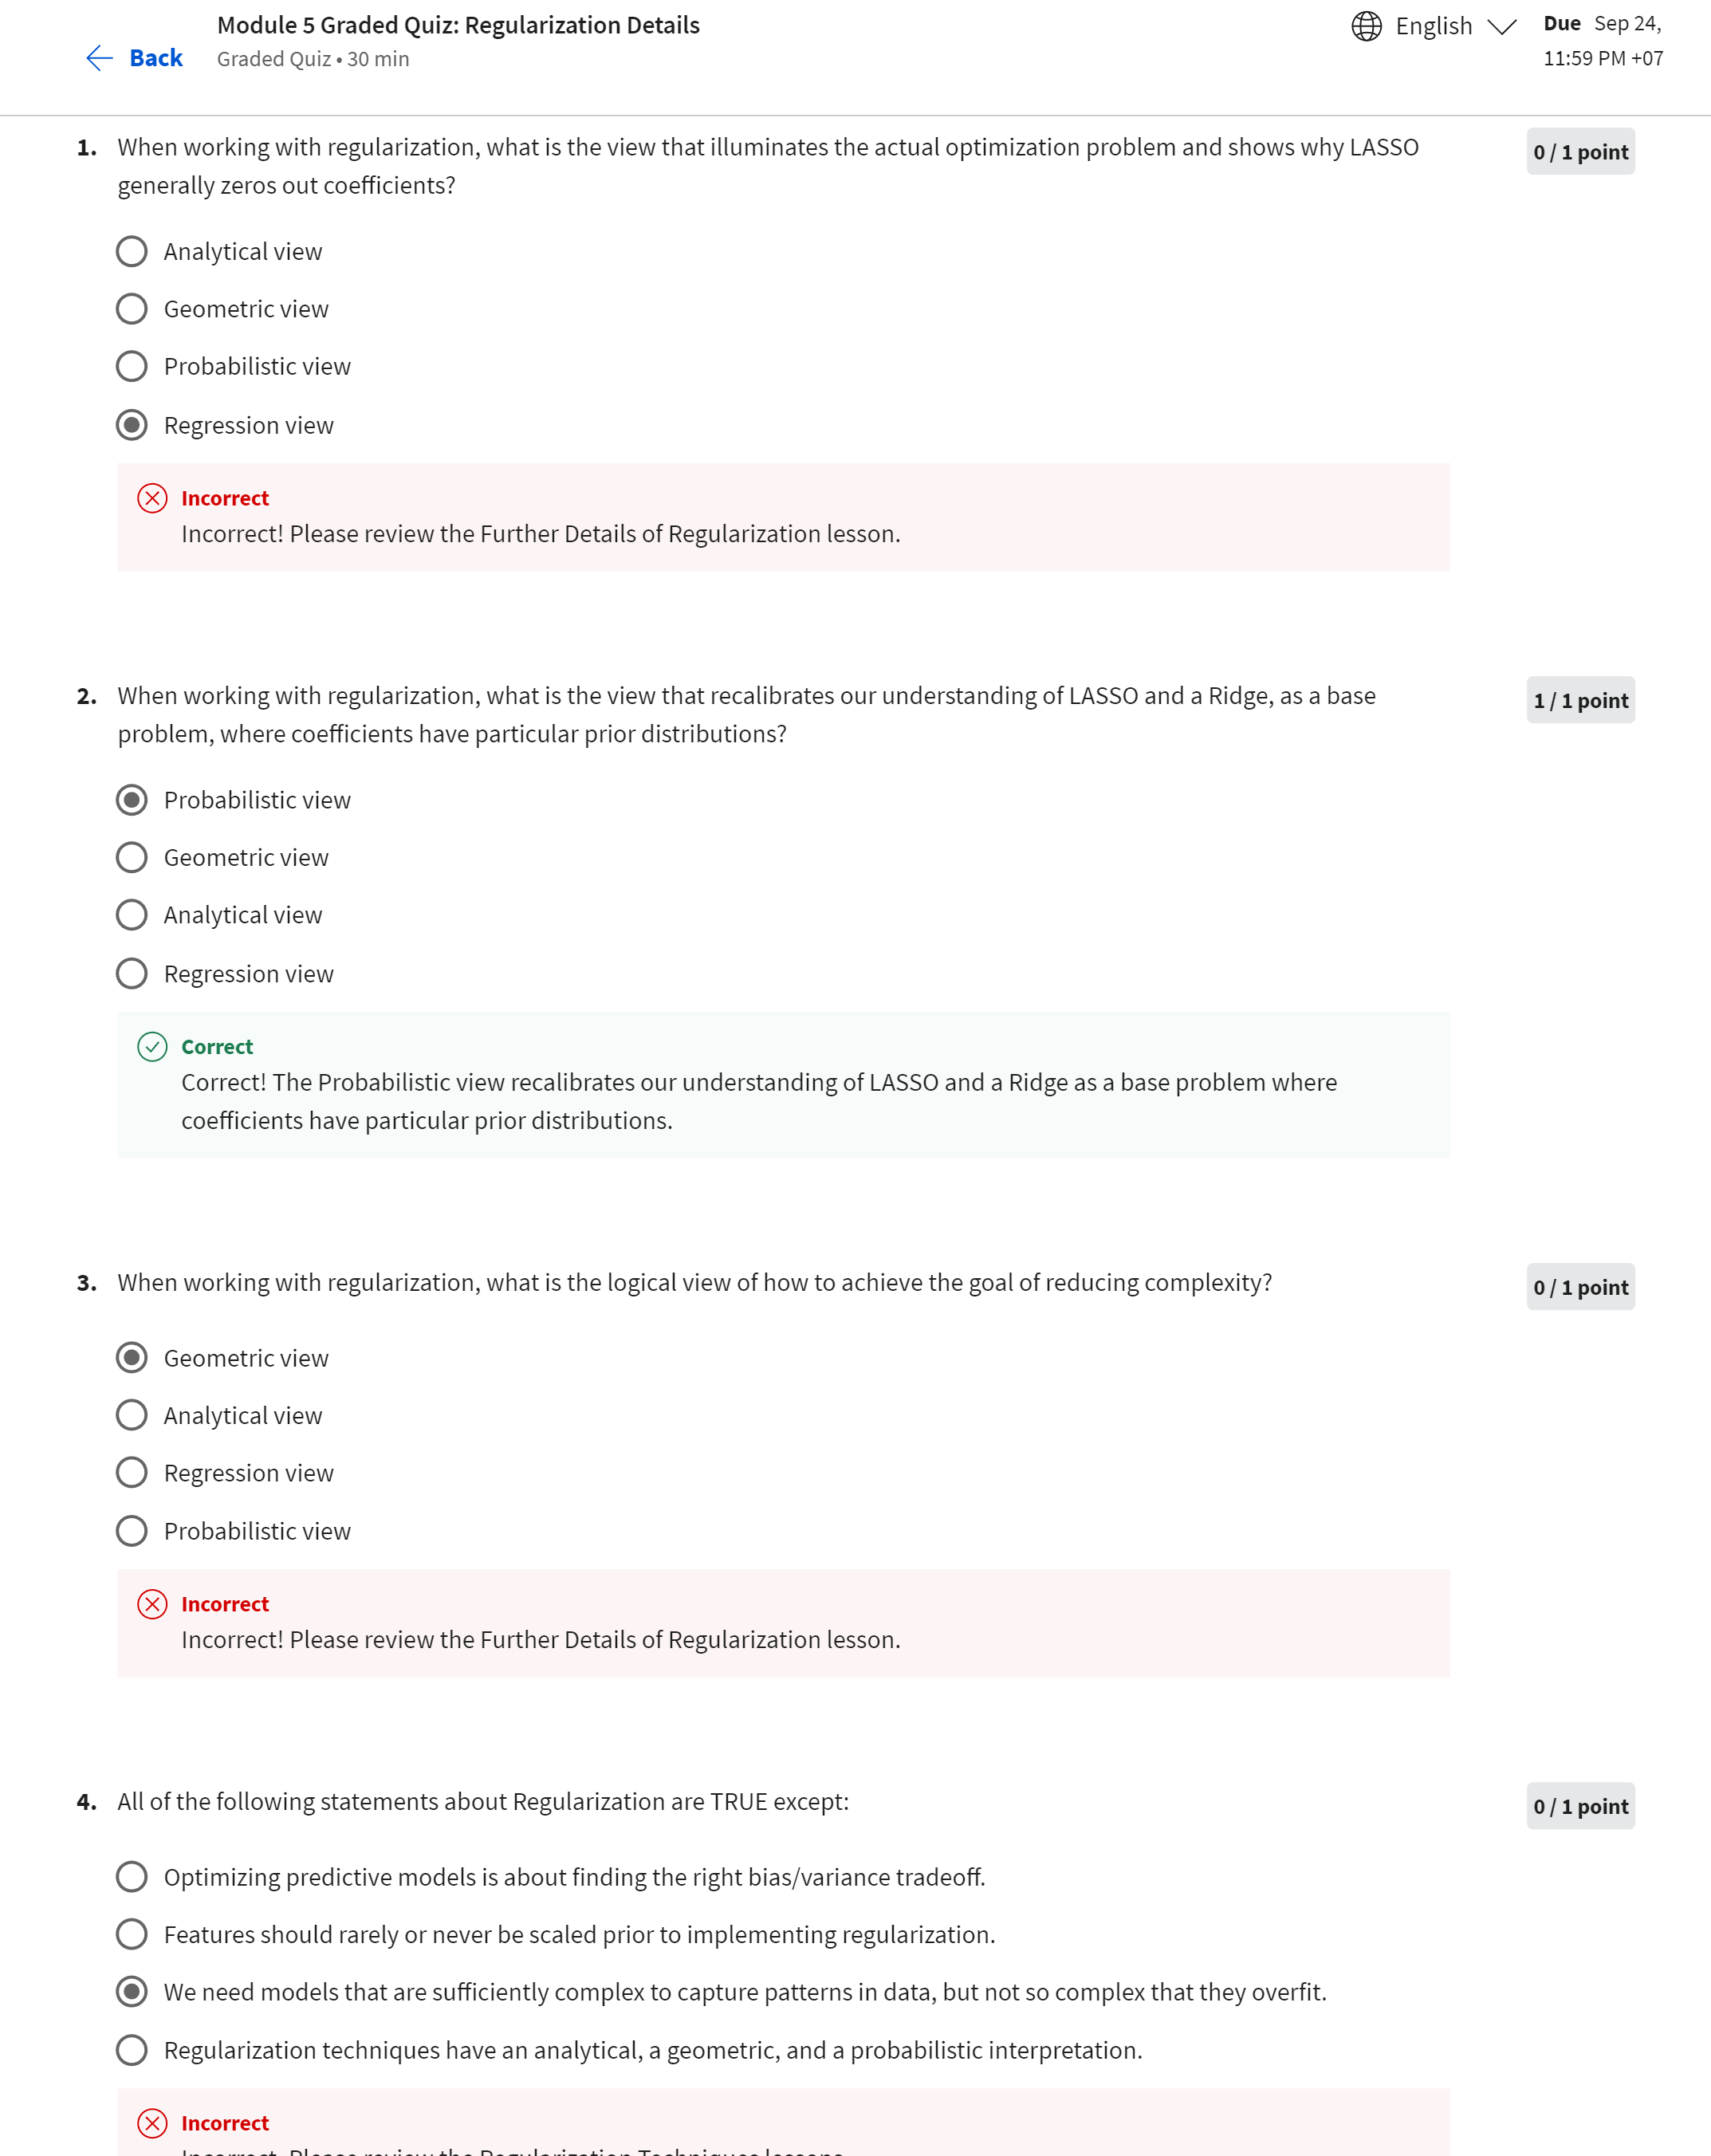 Module 5 Graded Quiz: Regularization Details
Back
Graded Quiz • 30 min
English
Due Sep 24,
11:59 PM +07
1. When working with regularization, what is the view that illuminates the actual optimization problem and shows why LASSO
generally zeros out coefficients?
0 / 1 point
Analytical view
Geometric view
Probabilistic view
Regression view
Incorrect
Incorrect! Please review the Further Details of Regularization lesson.
2. When working with regularization, what is the view that recalibrates our understanding of LASSO and a Ridge, as a base
problem, where coefficients have particular prior distributions?
1 / 1 point
Probabilistic view
Geometric view
Analytical view
Regression view
Correct
Correct! The Probabilistic view recalibrates our understanding of LASSO and a Ridge as a base problem where
coefficients have particular prior distributions.
3. When working with regularization, what is the logical view of how to achieve the goal of reducing complexity?
0 / 1 point
Geometric view
Analytical view
Regression view
Probabilistic view
Incorrect
Incorrect! Please review the Further Details of Regularization lesson.
4. All of the following statements about Regularization are TRUE except:
0 / 1 point
Optimizing predictive models is about finding the right bias/variance tradeoff.
Features should rarely or never be scaled prior to implementing regularization.
We need models that are sufficiently complex to capture patterns in data, but not so complex that they overfit.
Regularization techniques have an analytical, a geometric, and a probabilistic interpretation.
Incorrect
Incorrect. Please review the Regularization Techniques lessons.